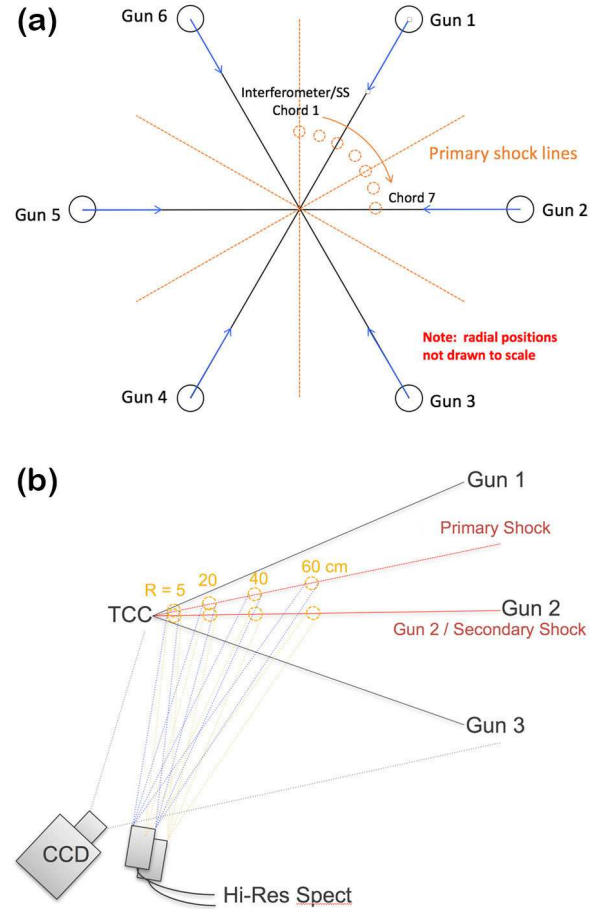 (a)
Gun 6
Gun 1
Interferometer/SS
Chord 1
Primary shock lines
Chord 7
Gun 5
Gun 2
Note: radial positions
not drawn to scale
Gun 4
Gun 3
(b)
Gun 1
Primary Shock
60 cm
40
20
R = 5
TCC
Gun 2
Gun 2 / Secondary Shock
Gun 3
CCD
Hi-Res Spect